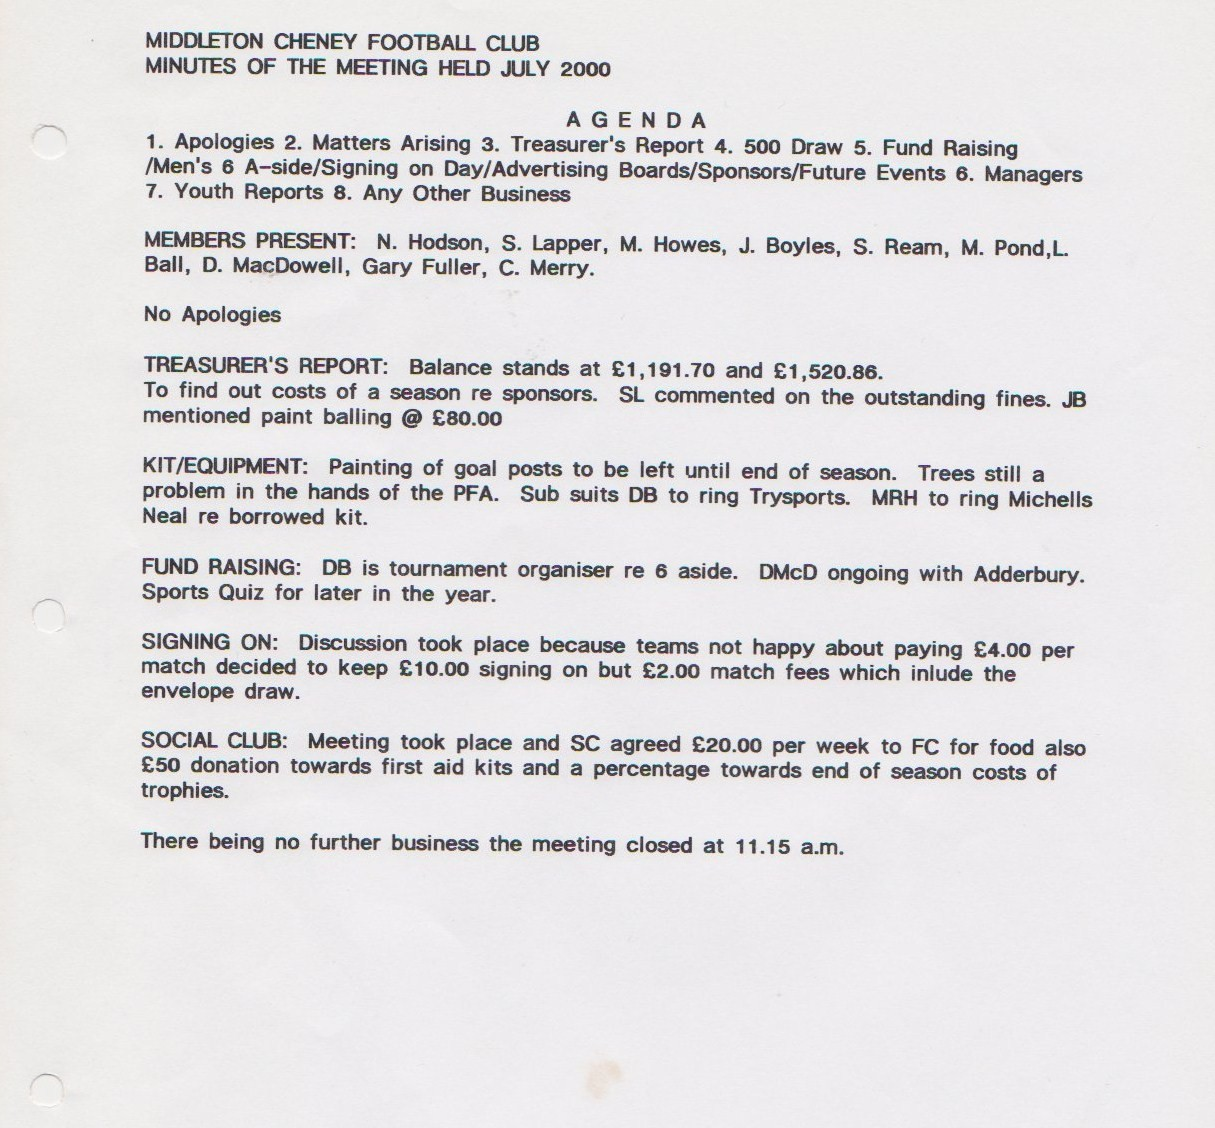 MIDDLETON CHENEY FOOTBALL CLUB
MINUTES OF THE MEETING HELD JULY 2000
A G E N D A
1. Apologies 2. Matters Arising 3. Treasurer's Report 4. 500 Draw 5. Fund Raising
/Men's 6 A-side/Signing on Day/Advertising Boards/Sponsors/Future Events 6. Managers
7. Youth Reports 8. Any Other Business
MEMBERS PRESENT: N. Hodson, S. Lapper, M. Howes, J. Boyles, S. Ream, M. Pond,L.
Ball, D. MacDowell, Gary Fuller, C. Merry.
No Apologies
TREASURER'S REPORT: Balance stands at £1,191.70 and £1,520.86.
To find out costs of a season re sponsors. SL commented on the outstanding fines. JB
mentioned paint balling @ £80.00
KIT/EQUIPMENT: Painting of goal posts to be left until end of season. Trees still a
problem in the hands of the PFA. Sub suits DB to ring Trysports. MRH to ring Michells
Neal re borrowed kit.
FUND RAISING: DB is tournament organiser re 6 aside. DMcD ongoing with Adderbury.
Sports Quiz for later in the year.
SIGNING ON: Discussion took place because teams not happy about paying £4.00 per
match decided to keep £10.00 signing on but £2.00 match fees which inlude the
envelope draw.
SOCIAL CLUB: Meeting took place and SC agreed £20.00 per week to FC for food also
£50 donation towards first aid kits and a percentage towards end of season costs of
trophies.
There being no further business the meeting closed at 11.15 a.m.